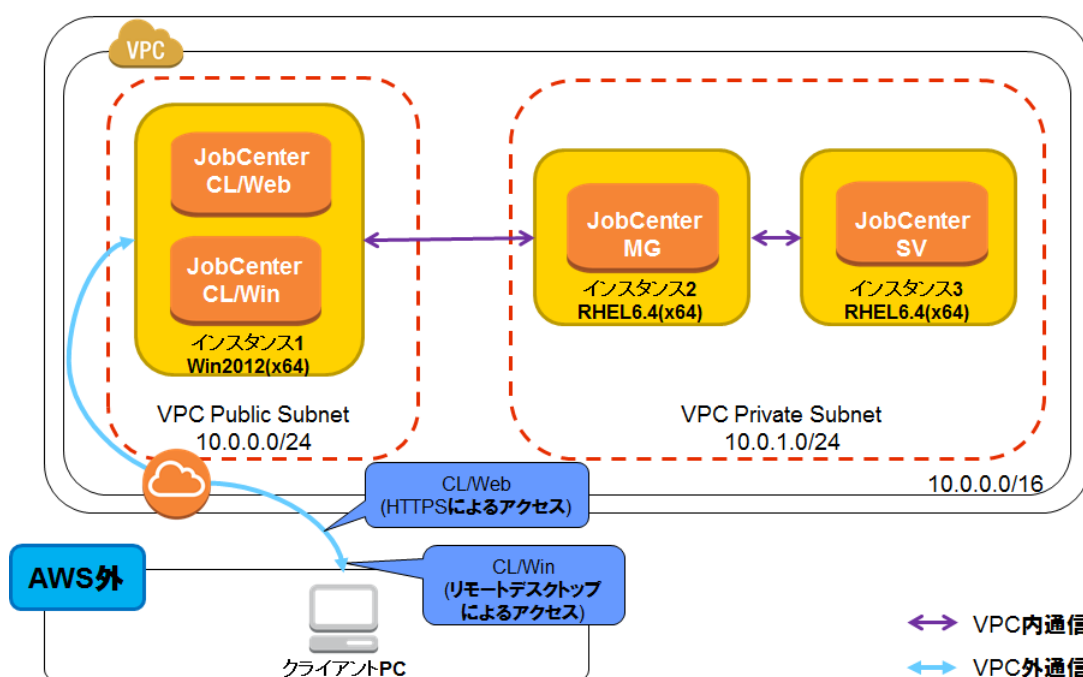 VPC
JobCenter
CL/Web
JobCenter
CL/Win
インスタンス1
Win2012(x64)
VPC Public Subnet
10.0.0.0/24
JobCenter
MG
インスタンス2
RHEL6.4(x64)
JobCenter
SV
インスタンス3
RHEL6.4(x64)
VPC Private Subnet
10.0.1.0/24
10.0.0.0/16
CL/Web
(HTTPSによるアクセス)
AWS外
CL/Win
(リモートデスクトップ
によるアクセス)
クライアントPC
VPC内通信
VPC外通信